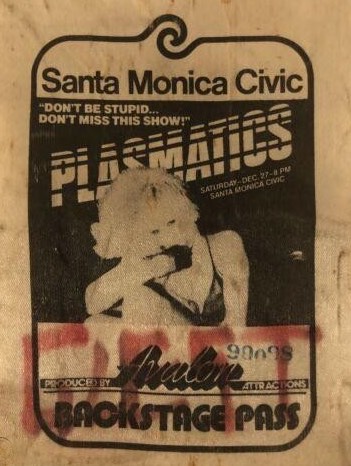 Santa Monica Civic
"DON'T BE STUPID...
DON'T MISS THIS SHOW!"
PLASMATICS
SATURDAY-DEC. 27-8 PM
SANTA MONICA CIVIC
PRODUCED BY Avalon ATTRACTIONS
BACKSTAGE PASS